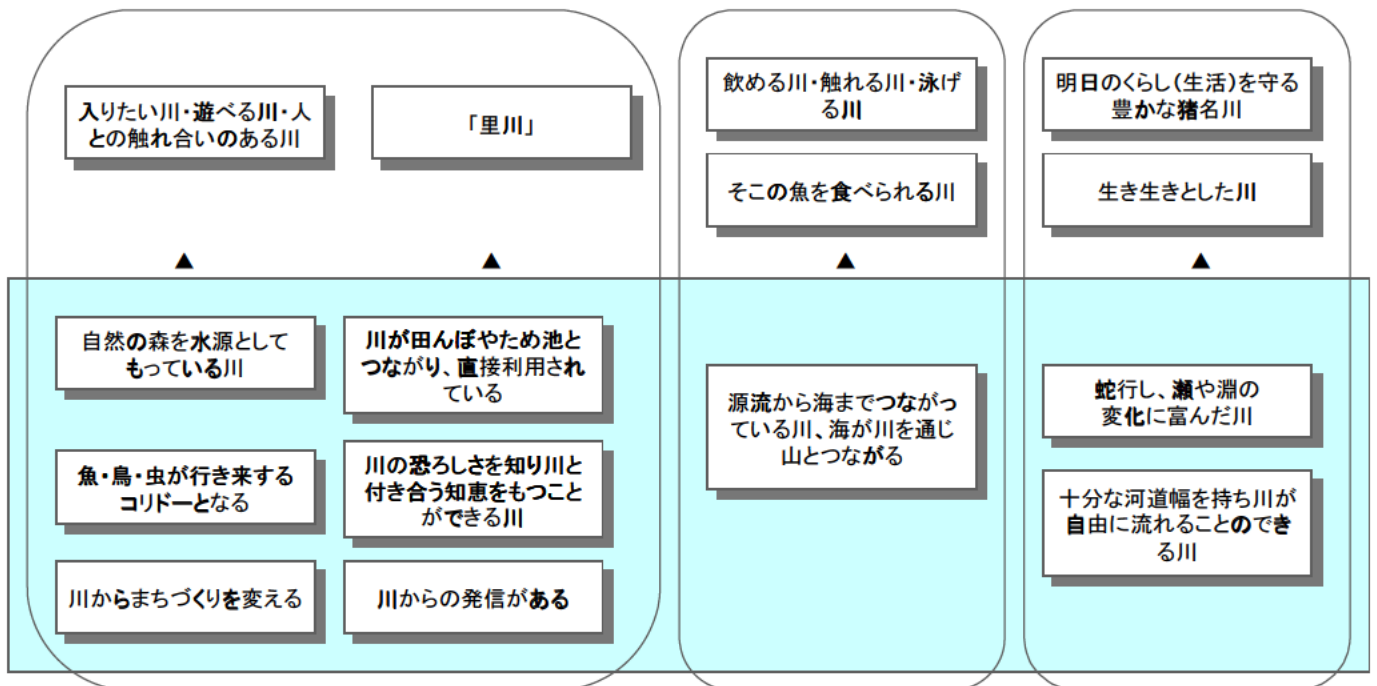 入りたい川・遊べる川・人
との触れ合いのある川
「里川」
▲
▲
自然の森を水源として
もっている川
川が田んぼやため池と
つながり、直接利用され
ている
魚・鳥・虫が行き来する
コリドーとなる
川の恐ろしさを知り川と
付き合う知恵をもつこと
ができる川
川からまちづくりを変える
川からの発信がある
飲める川・触れる川・泳げ
る川
そこの魚を食べられる川
▲
源流から海までつながっ
ている川、海が川を通じ
山とつながる
明日のくらし(生活)を守る
豊かな猪名川
生き生きとした川
▲
蛇行し、瀬や淵の
変化に富んだ川
十分な河道幅を持ち川が
自由に流れることのでき
る川